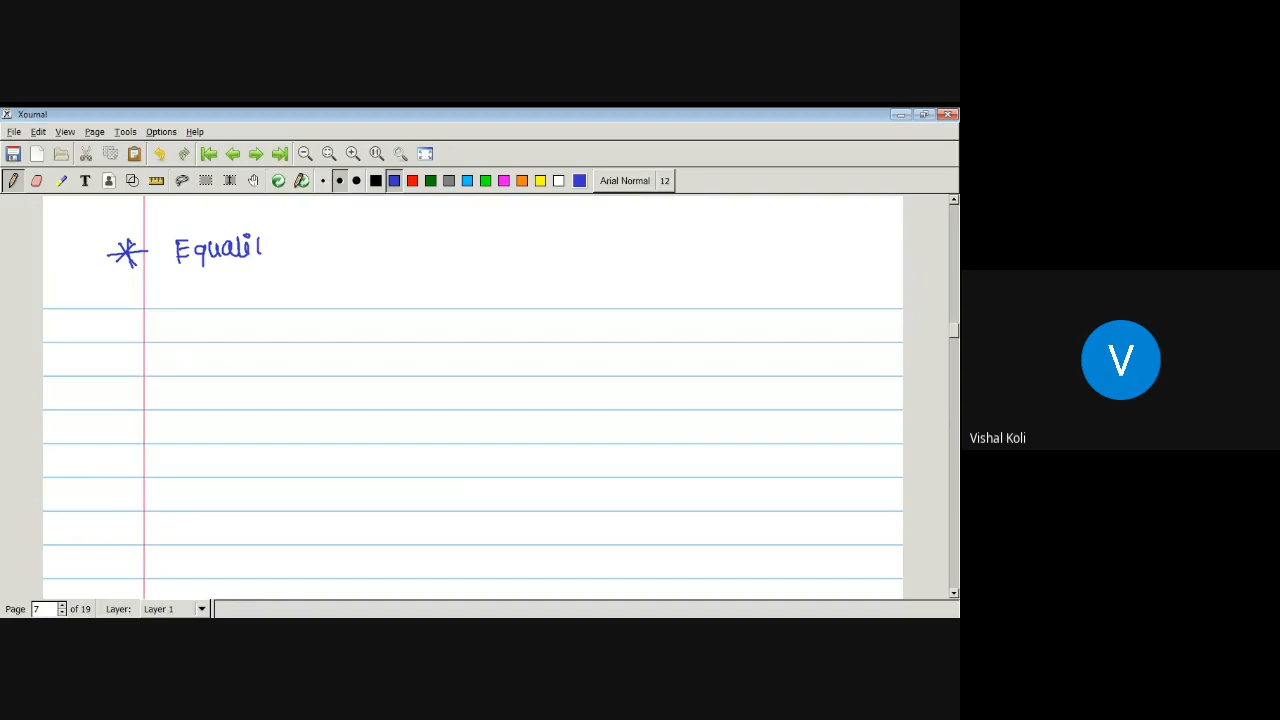 Xournal
File Edit View Page Tools Options Help
T Arial Normal 12
* Equali
V
Vishal Koli
Page 7 of 19 Layer: Layer 1